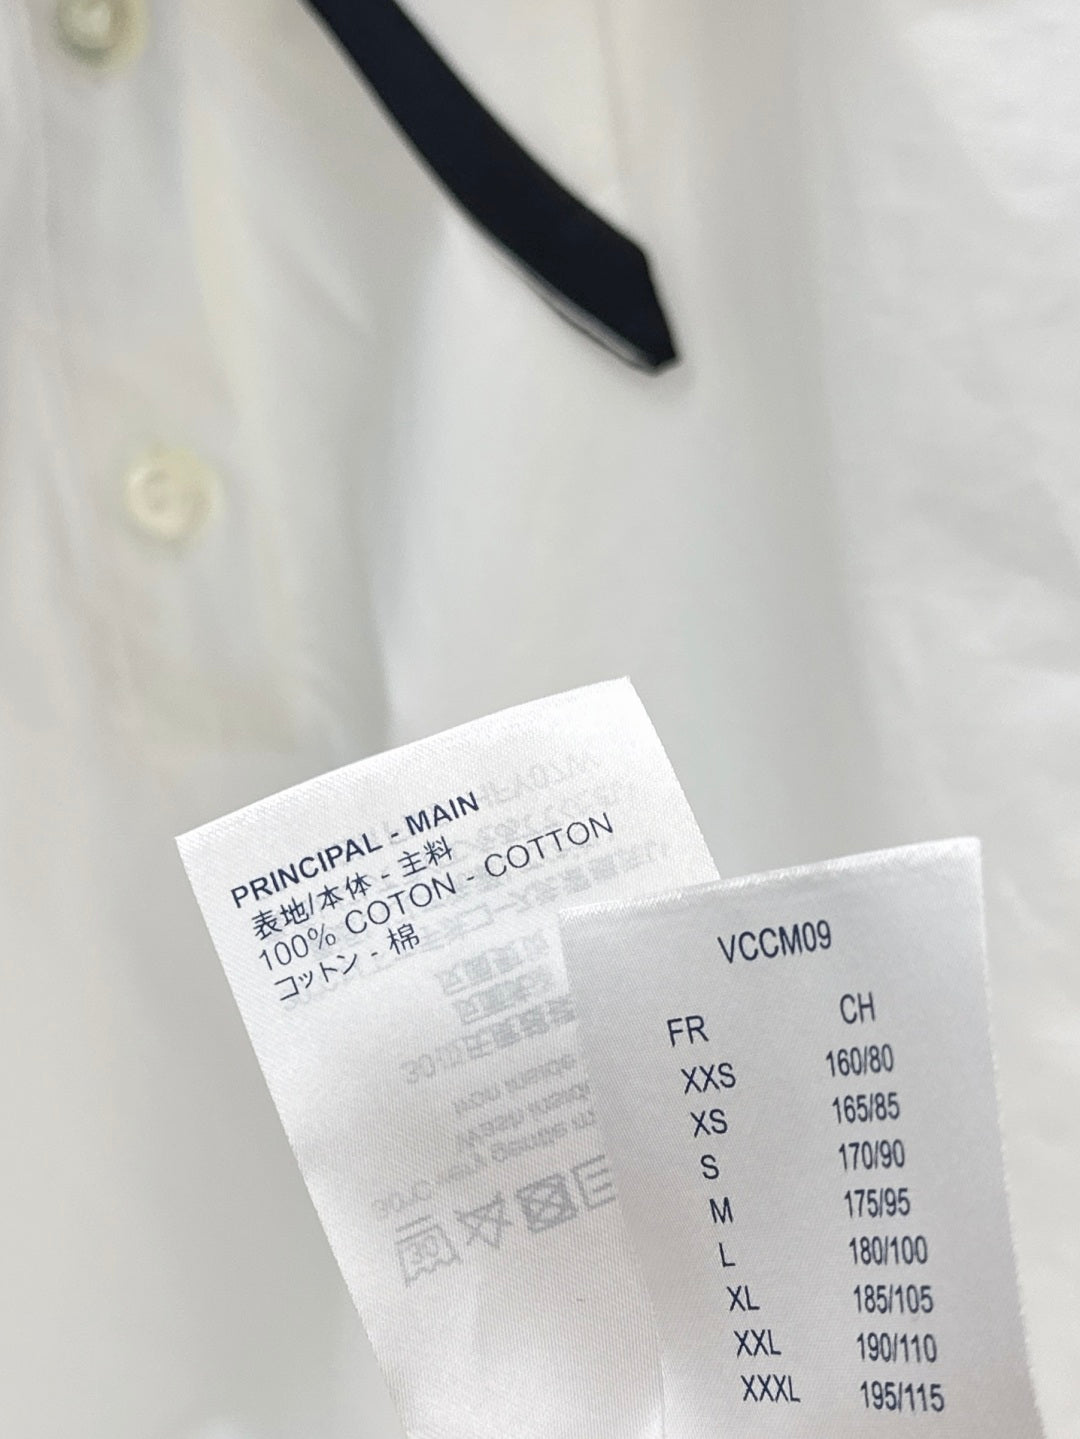 PRINCIPAL - MAIN
表地/本体 - 主料
100% COTON - COTTON
コットン - 棉
VCCM09
FR CH
XXS 160/80
XS 165/85
S 170/90
M 175/95
L 180/100
XL 185/105
XXL 190/110
XXXL 195/115